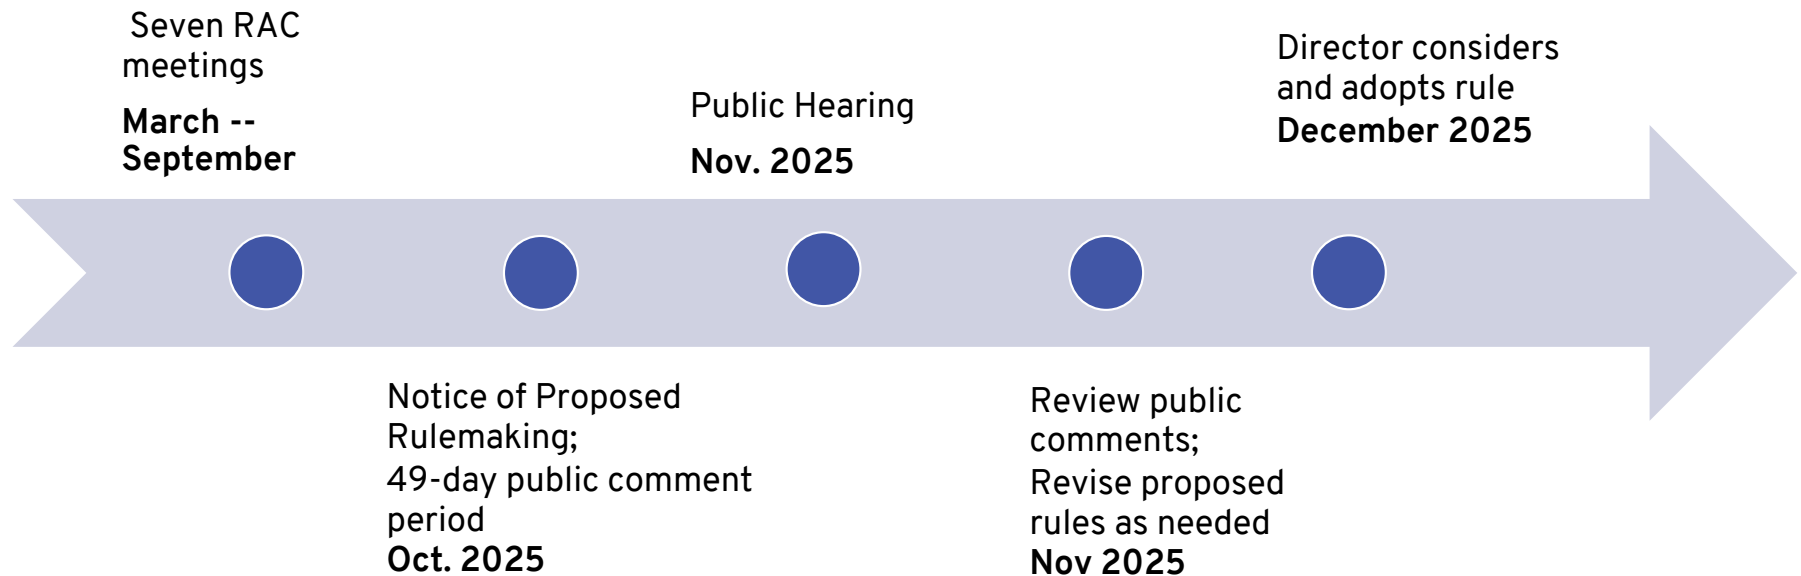 Seven RAC
meetings
March --
September
Notice of Proposed
Rulemaking;
49-day public comment
period
Oct. 2025
Public Hearing
Nov. 2025
Review public
comments;
Revise proposed
rules as needed
Nov 2025
Director considers
and adopts rule
December 2025